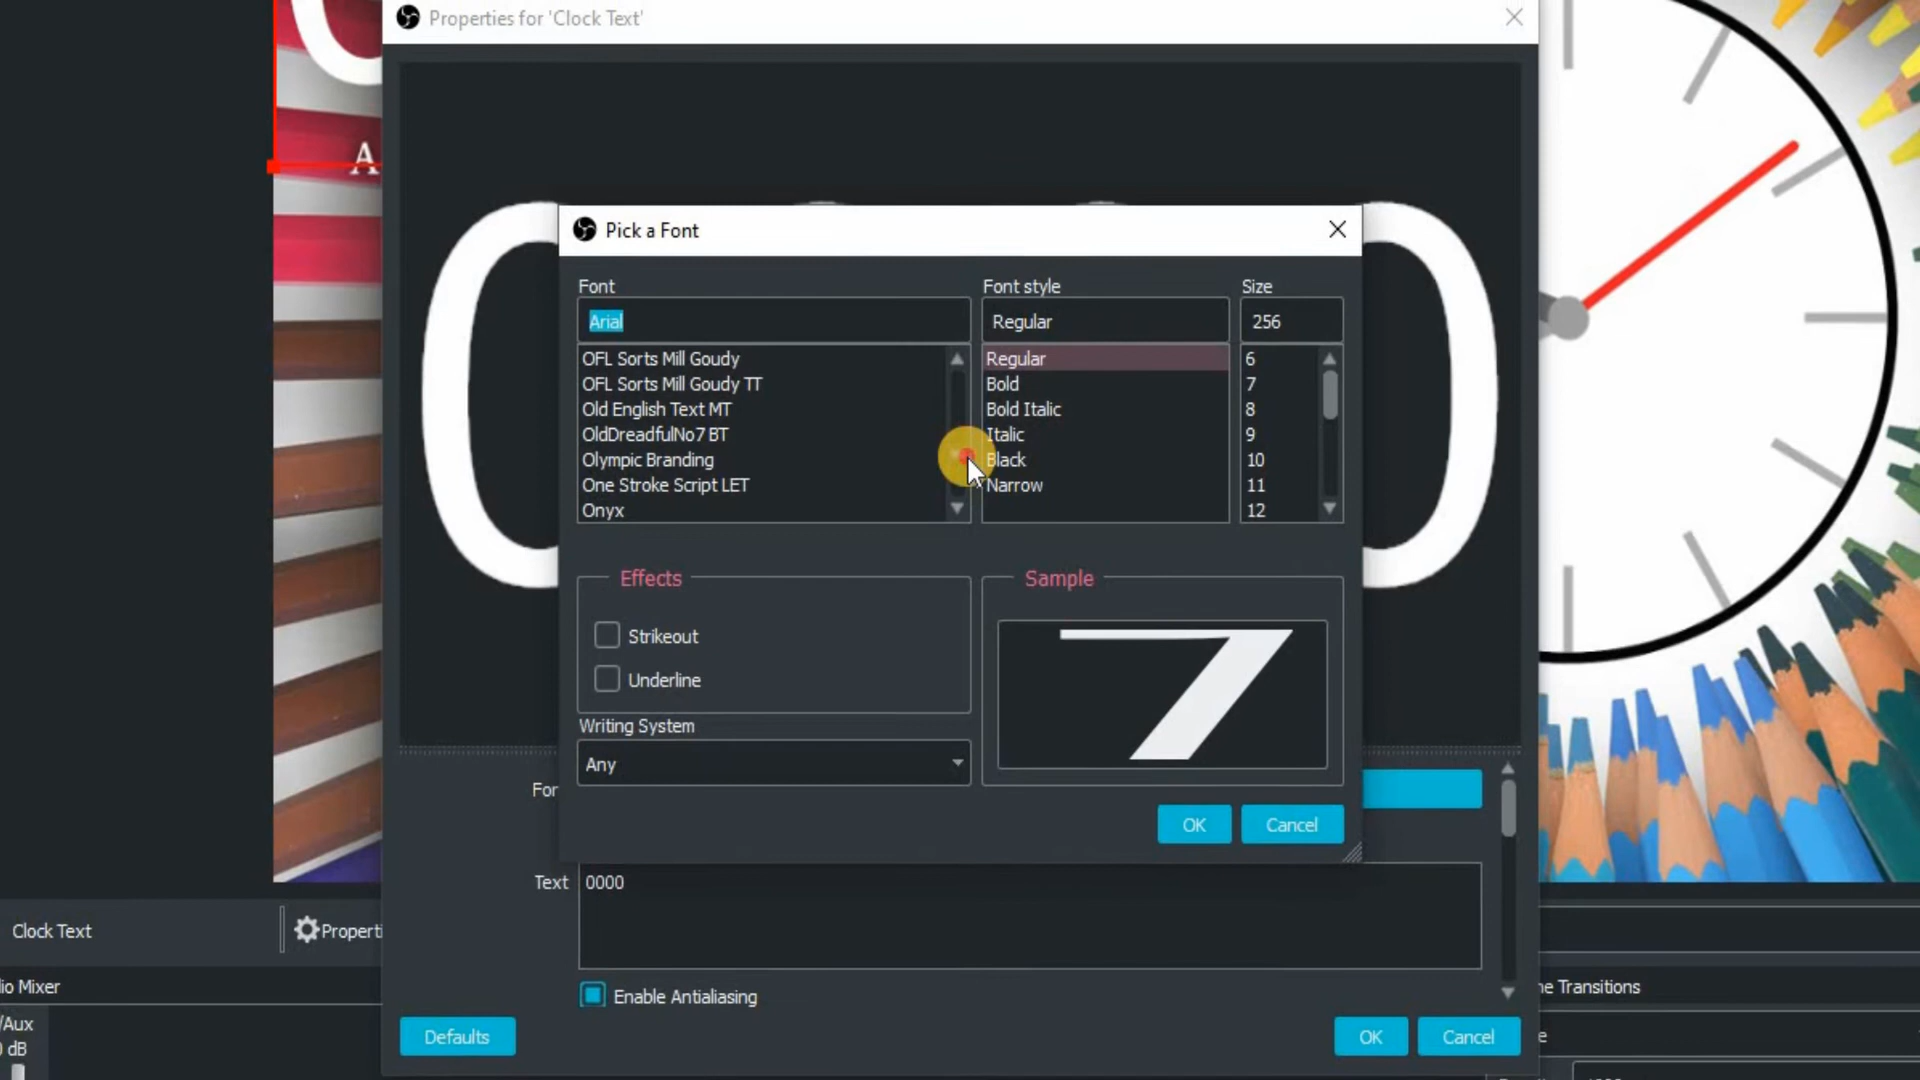 Properties for 'Clock Text'
A
Pick a Font
Font
Font style
Size
Arial
Regular
256
OFL Sorts Mill Goudy
OFL Sorts Mill Goudy TT
Old English Text MT
OldDreadfulNo7 BT
Olympic Branding
One Stroke Script LET
Onyx
Regular
Bold
Bold Italic
Italic
Black
Narrow
6
7
8
9
10
11
12
Effects
Strikeout
Underline
Sample
Writing System
Any
OK
Cancel
For
Text
0000
Enable Antialiasing
Defaults
OK
Cancel
Clock Text
Properti
io Mixer
/Aux
dB
ne Transitions